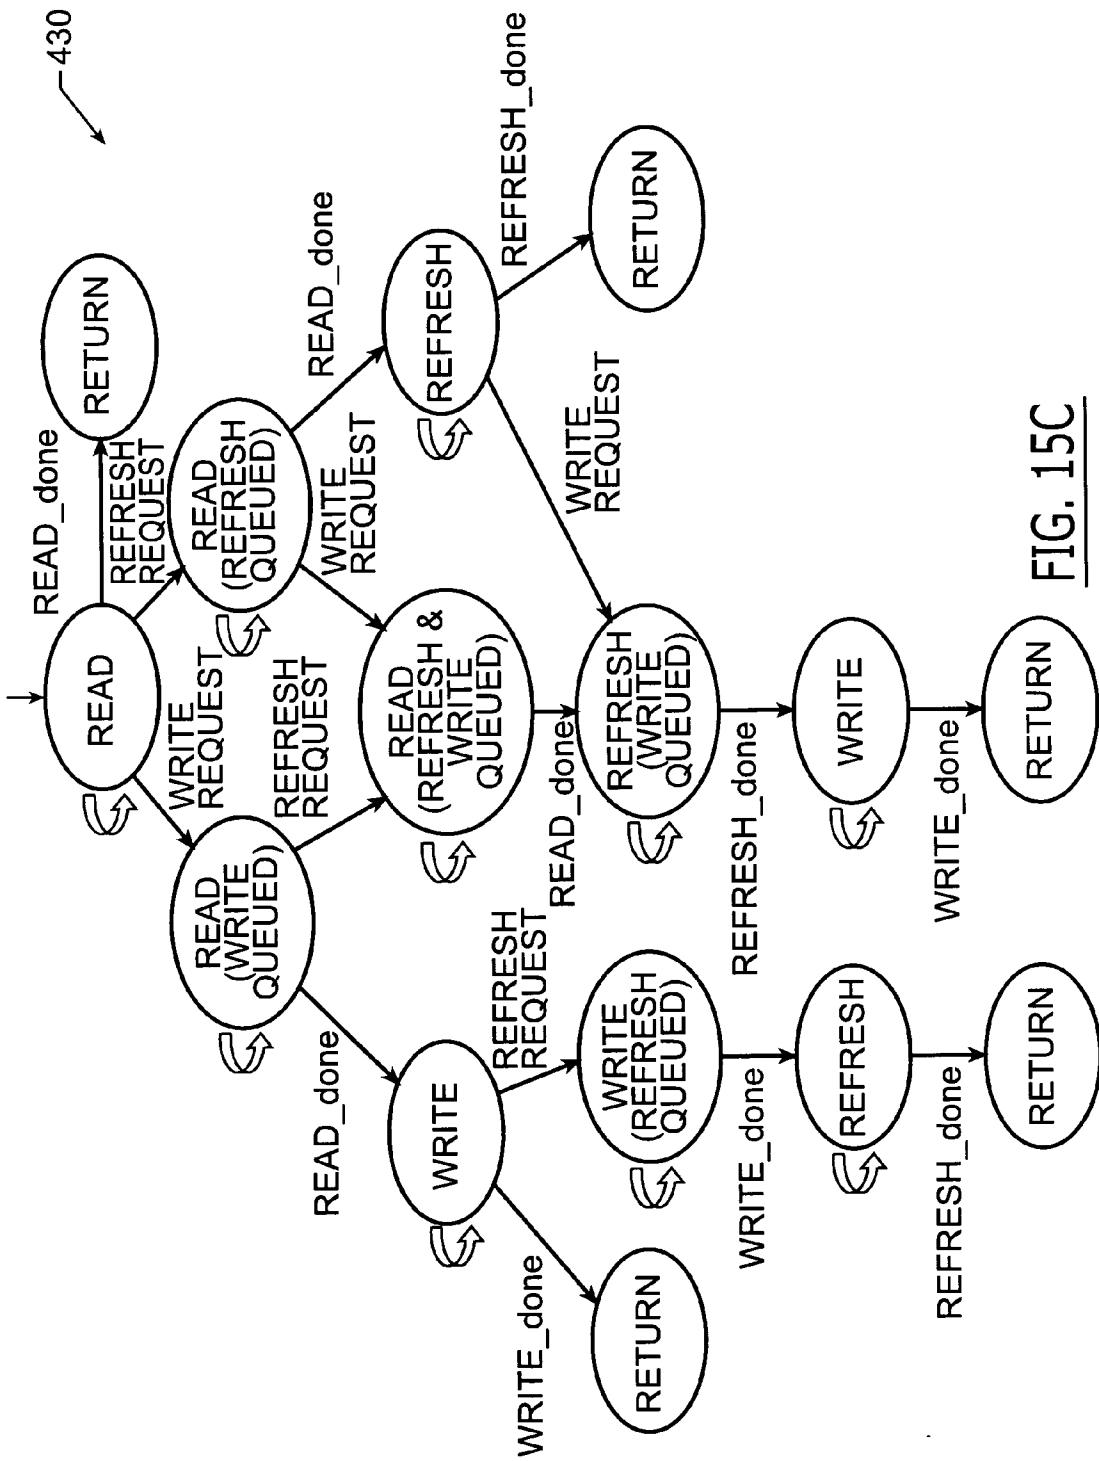 430
READ_done
READ
RETURN
WRITE
REQUEST
REFRESH
REQUEST
READ
(WRITE
QUEUED)
READ
(REFRESH
QUEUED)
REFRESH
REQUEST
WRITE
REQUEST
READ_done
READ_done
WRITE
READ
(REFRESH &
WRITE
QUEUED)
REFRESH
WRITE_done
REFRESH
REQUEST
READ_done
WRITE
REQUEST
REFRESH_done
RETURN
WRITE
(REFRESH
QUEUED)
REFRESH
(WRITE
QUEUED)
RETURN
WRITE_done
REFRESH_done
REFRESH
WRITE
REFRESH_done
WRITE_done
RETURN
RETURN
FIG. 15C